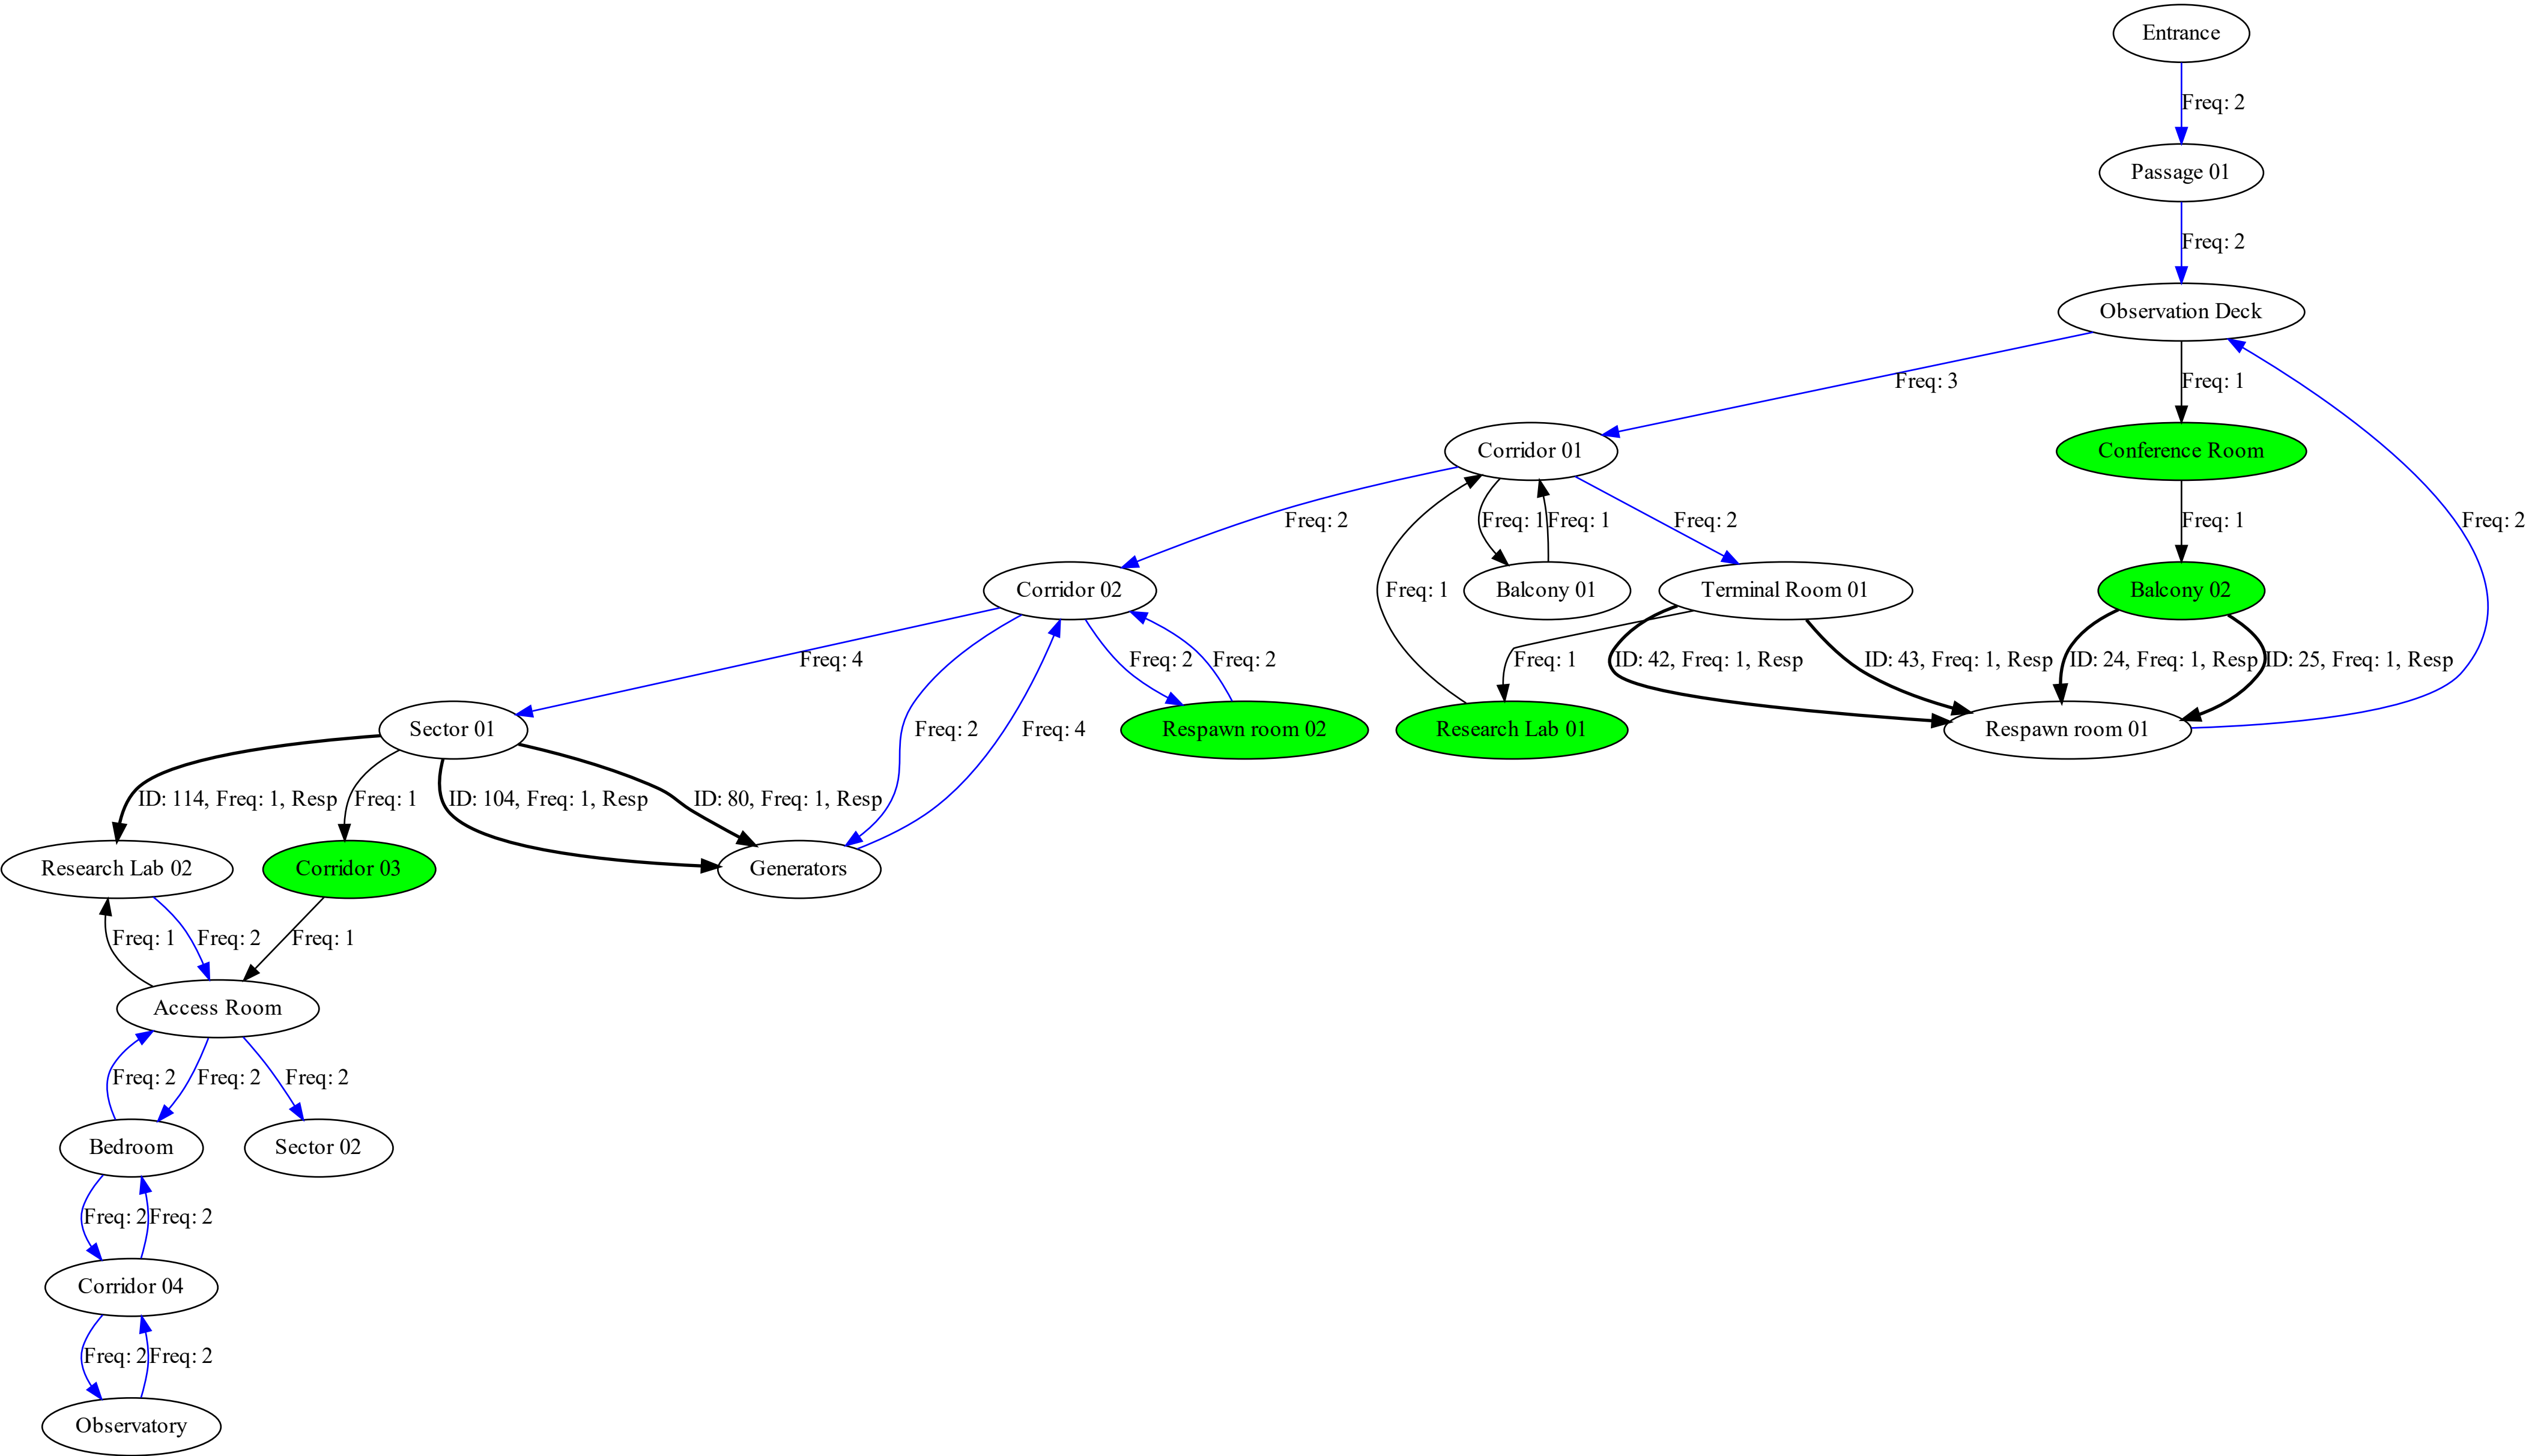 Entrance
Freq: 2
Passage 01
Freq: 2
Observation Deck
Freq: 3
Freq: 1
Corridor 01
Conference Room
Freq: 2
Freq: 1
Freq: 1
Freq: 2
Freq: 1
Freq: 2
Corridor 02
Freq: 1
Balcony 01
Terminal Room 01
Balcony 02
Freq: 4
Freq: 2
Freq: 2
Freq: 1
ID: 42, Freq: 1, Resp
ID: 43, Freq: 1, Resp
ID: 24, Freq: 1, Resp
ID: 25, Freq: 1, Resp
Sector 01
Freq: 2
Freq: 4
Respawn room 02
Research Lab 01
Respawn room 01
ID: 114, Freq: 1, Resp
Freq: 1
ID: 104, Freq: 1, Resp
ID: 80, Freq: 1, Resp
Research Lab 02
Corridor 03
Generators
Freq: 1
Freq: 2
Freq: 1
Access Room
Freq: 2
Freq: 2
Freq: 2
Bedroom
Sector 02
Freq: 2
Freq: 2
Corridor 04
Freq: 2
Freq: 2
Observatory